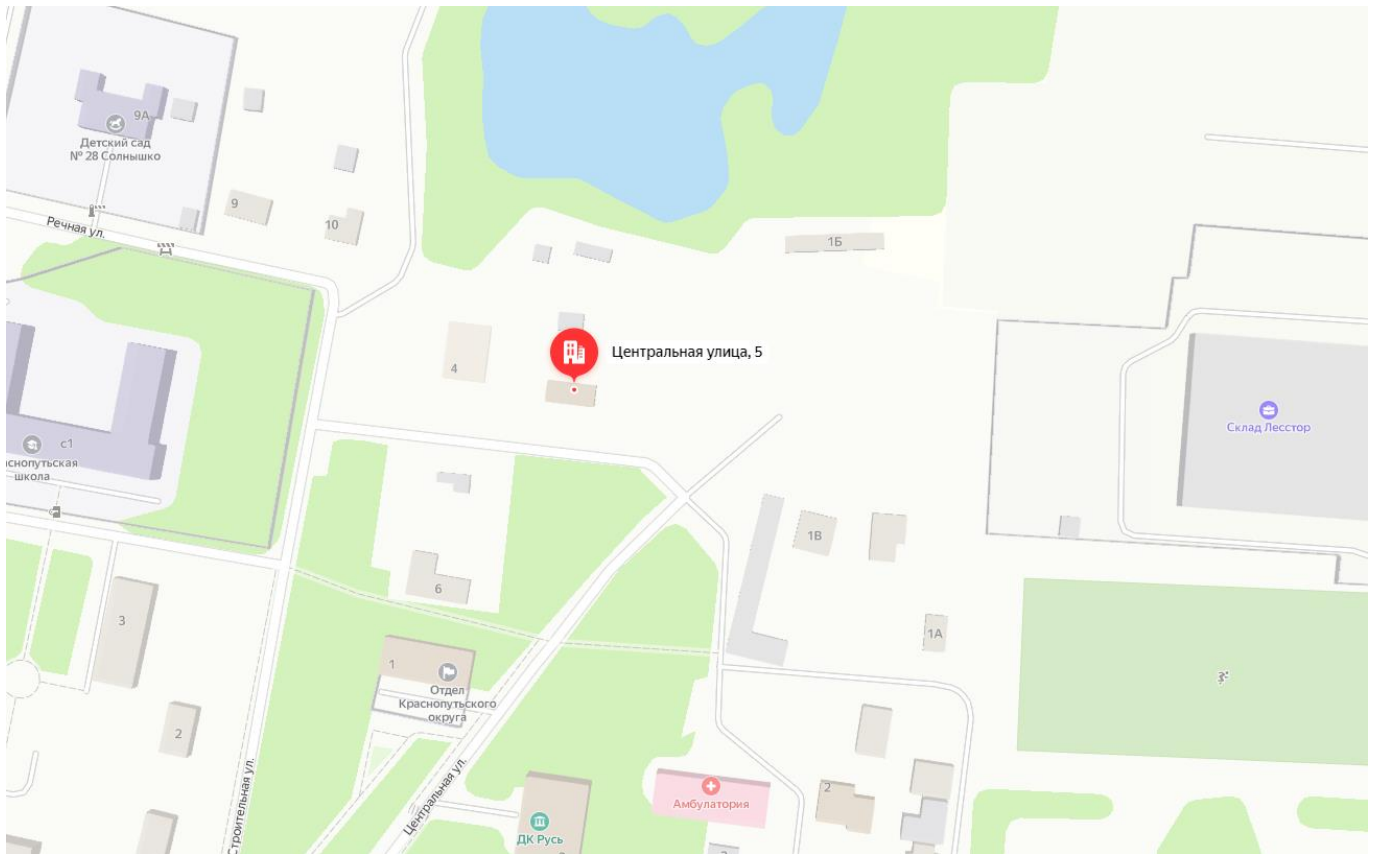 9А
Детский сад
№ 28 Солнышко
9
10
Речная ул.
1Б
4
Центральная улица, 5
Склад Лесстор
с1
аснопутьская
школа
1В
6
3
1А
1
Отдел
Краснопутьского
округа
2
Строительная ул.
Центральная ул.
Амбулатория
2
ДК Русь